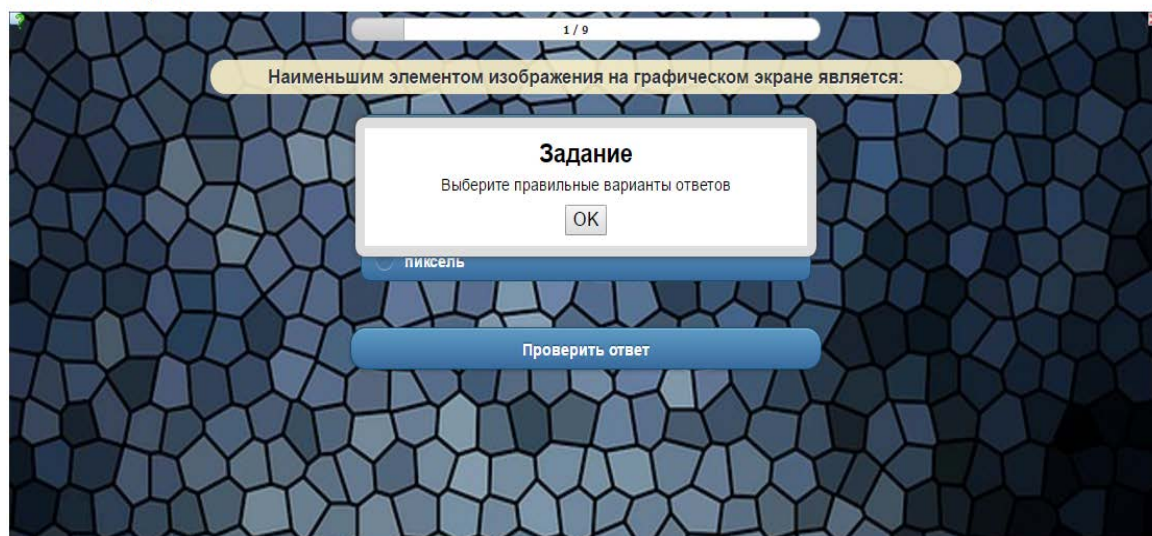 1 / 9
Наименьшим элементом изображения на графическом экране является:
Задание
Выберите правильные варианты ответов
OK
пиксель
Проверить ответ